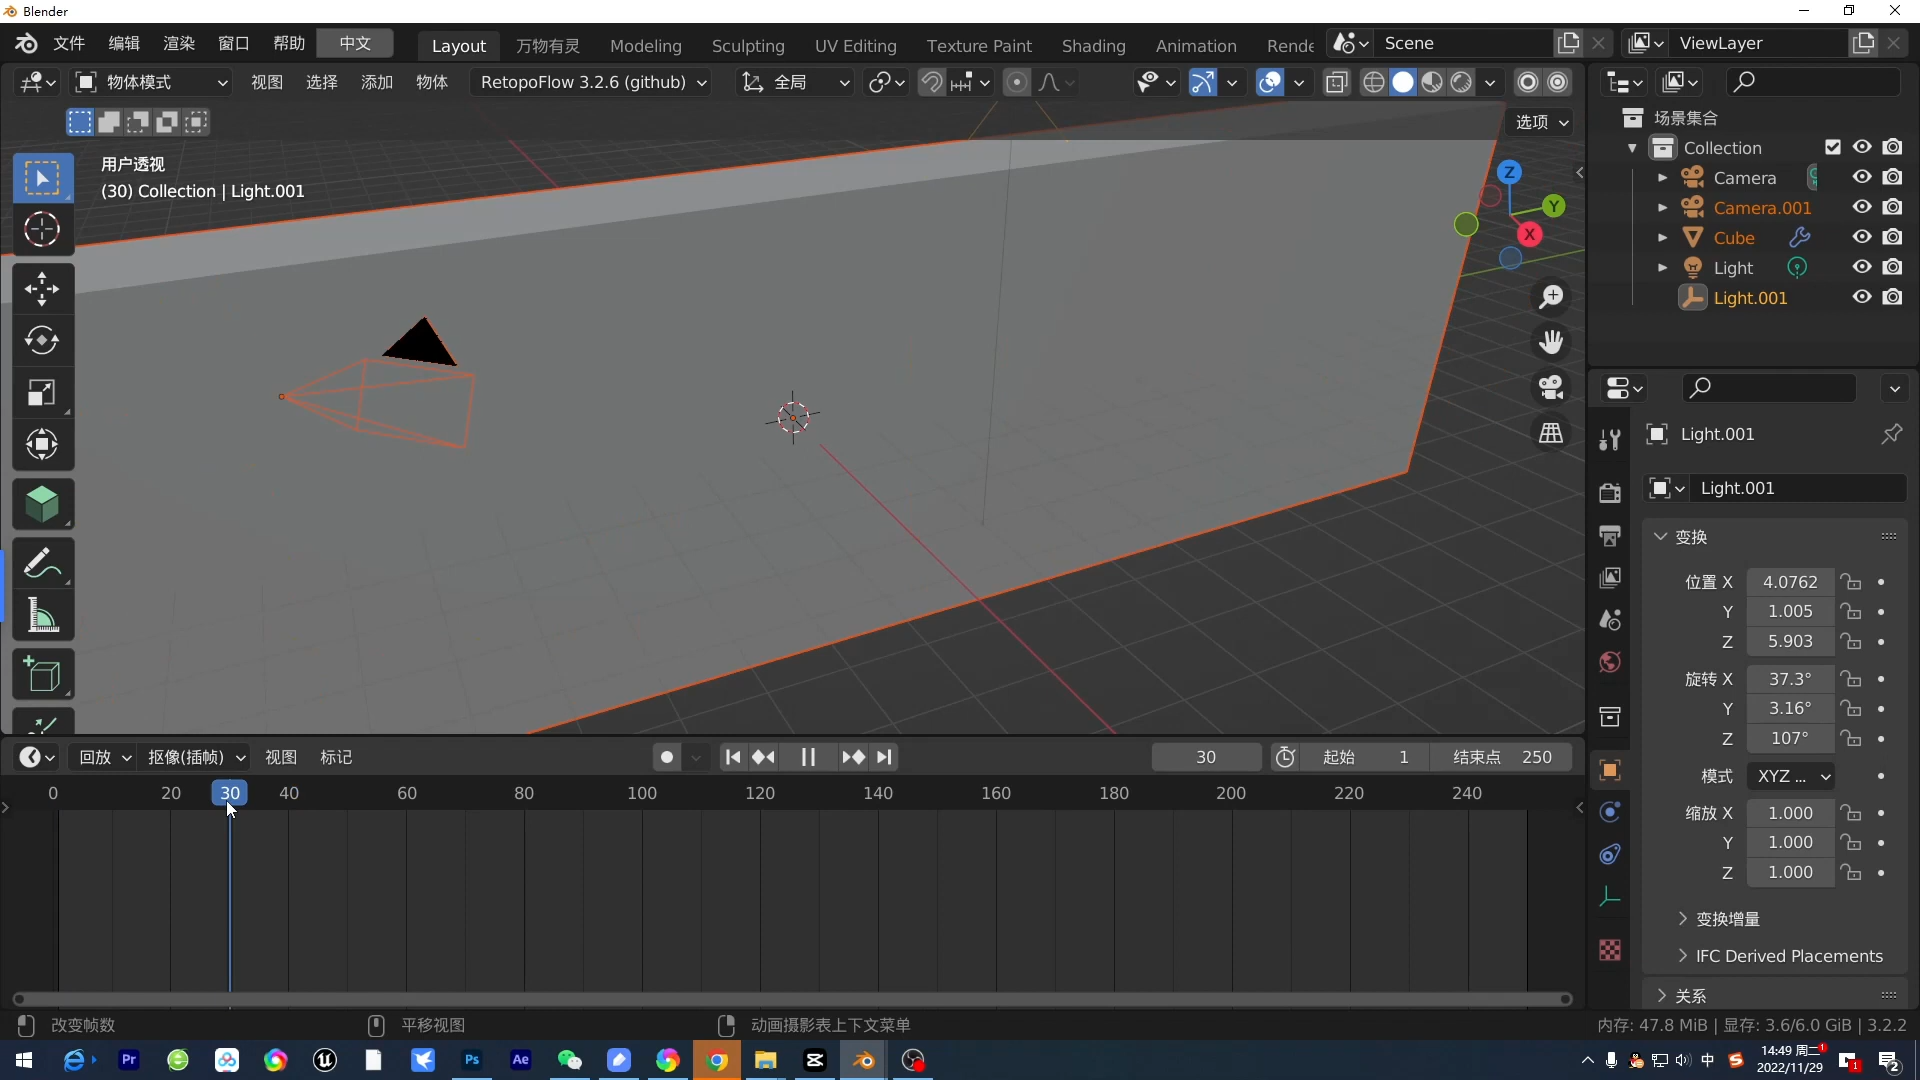 Blender
文件 编辑 渲染 窗口 帮助 中文 Layout 万物有灵 Modeling Sculpting UV Editing Texture Paint Shading Animation Rende Scene ViewLayer
物体模式 视图 选择 添加 物体 RetopoFlow 3.2.6 (github) 全局
选项
用户透视
(30) Collection | Light.001
Z
Y
X
场景集合
Collection
Camera
Camera.001
Cube
Light
Light.001
Light.001
Light.001
变换
位置 X 4.0762
Y 1.005
Z 5.903
旋转 X 37.3°
Y 3.16°
Z 107°
模式 XYZ ...
缩放 X 1.000
Y 1.000
Z 1.000
变换增量
IFC Derived Placements
关系
回放 抠像(插帧) 视图 标记 30 起始 1 结束点 250
0 20 30 40 60 80 100 120 140 160 180 200 220 240
改变帧数 平移视图 动画摄影表上下文菜单 内存: 47.8 MiB | 显存: 3.6/6.0 GiB | 3.2.2
Pr Ps Ae 中 14:49 周二
2022/11/29
1
1
2